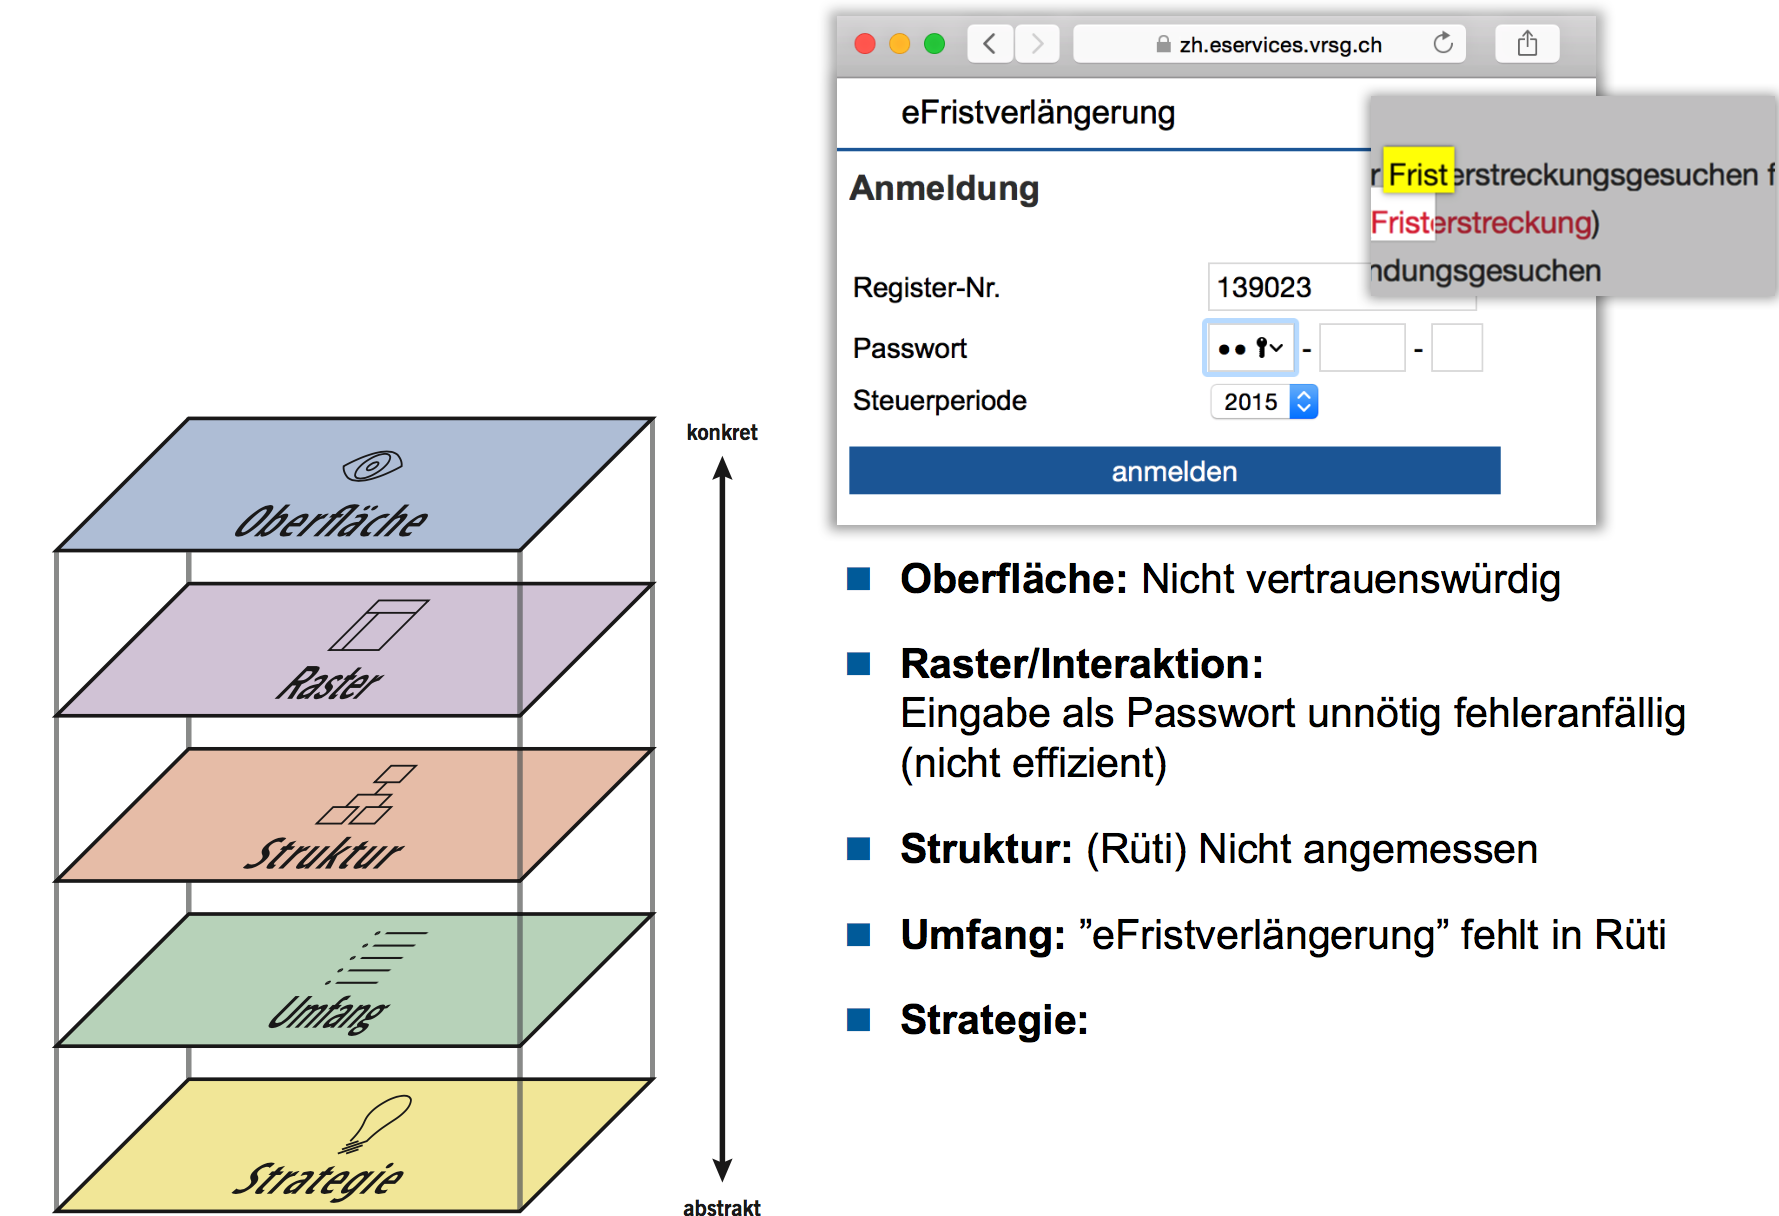 zh.eservices.vrsg.ch
eFristverlängerung
Anmeldung
r Fristerstreckungsgesuchen f
Fristerstreckung)
ndungsgesuchen
Register-Nr.
139023
Passwort
- -
Steuerperiode
2015
anmelden
konkret
Oberfläche
Raster
Struktur
Umfang
Strategie
abstrakt
Oberfläche: Nicht vertrauenswürdig
Raster/Interaktion:
Eingabe als Passwort unnötig fehleranfällig
(nicht effizient)
Struktur: (Rüti) Nicht angemessen
Umfang: ”eFristverlängerung” fehlt in Rüti
Strategie: